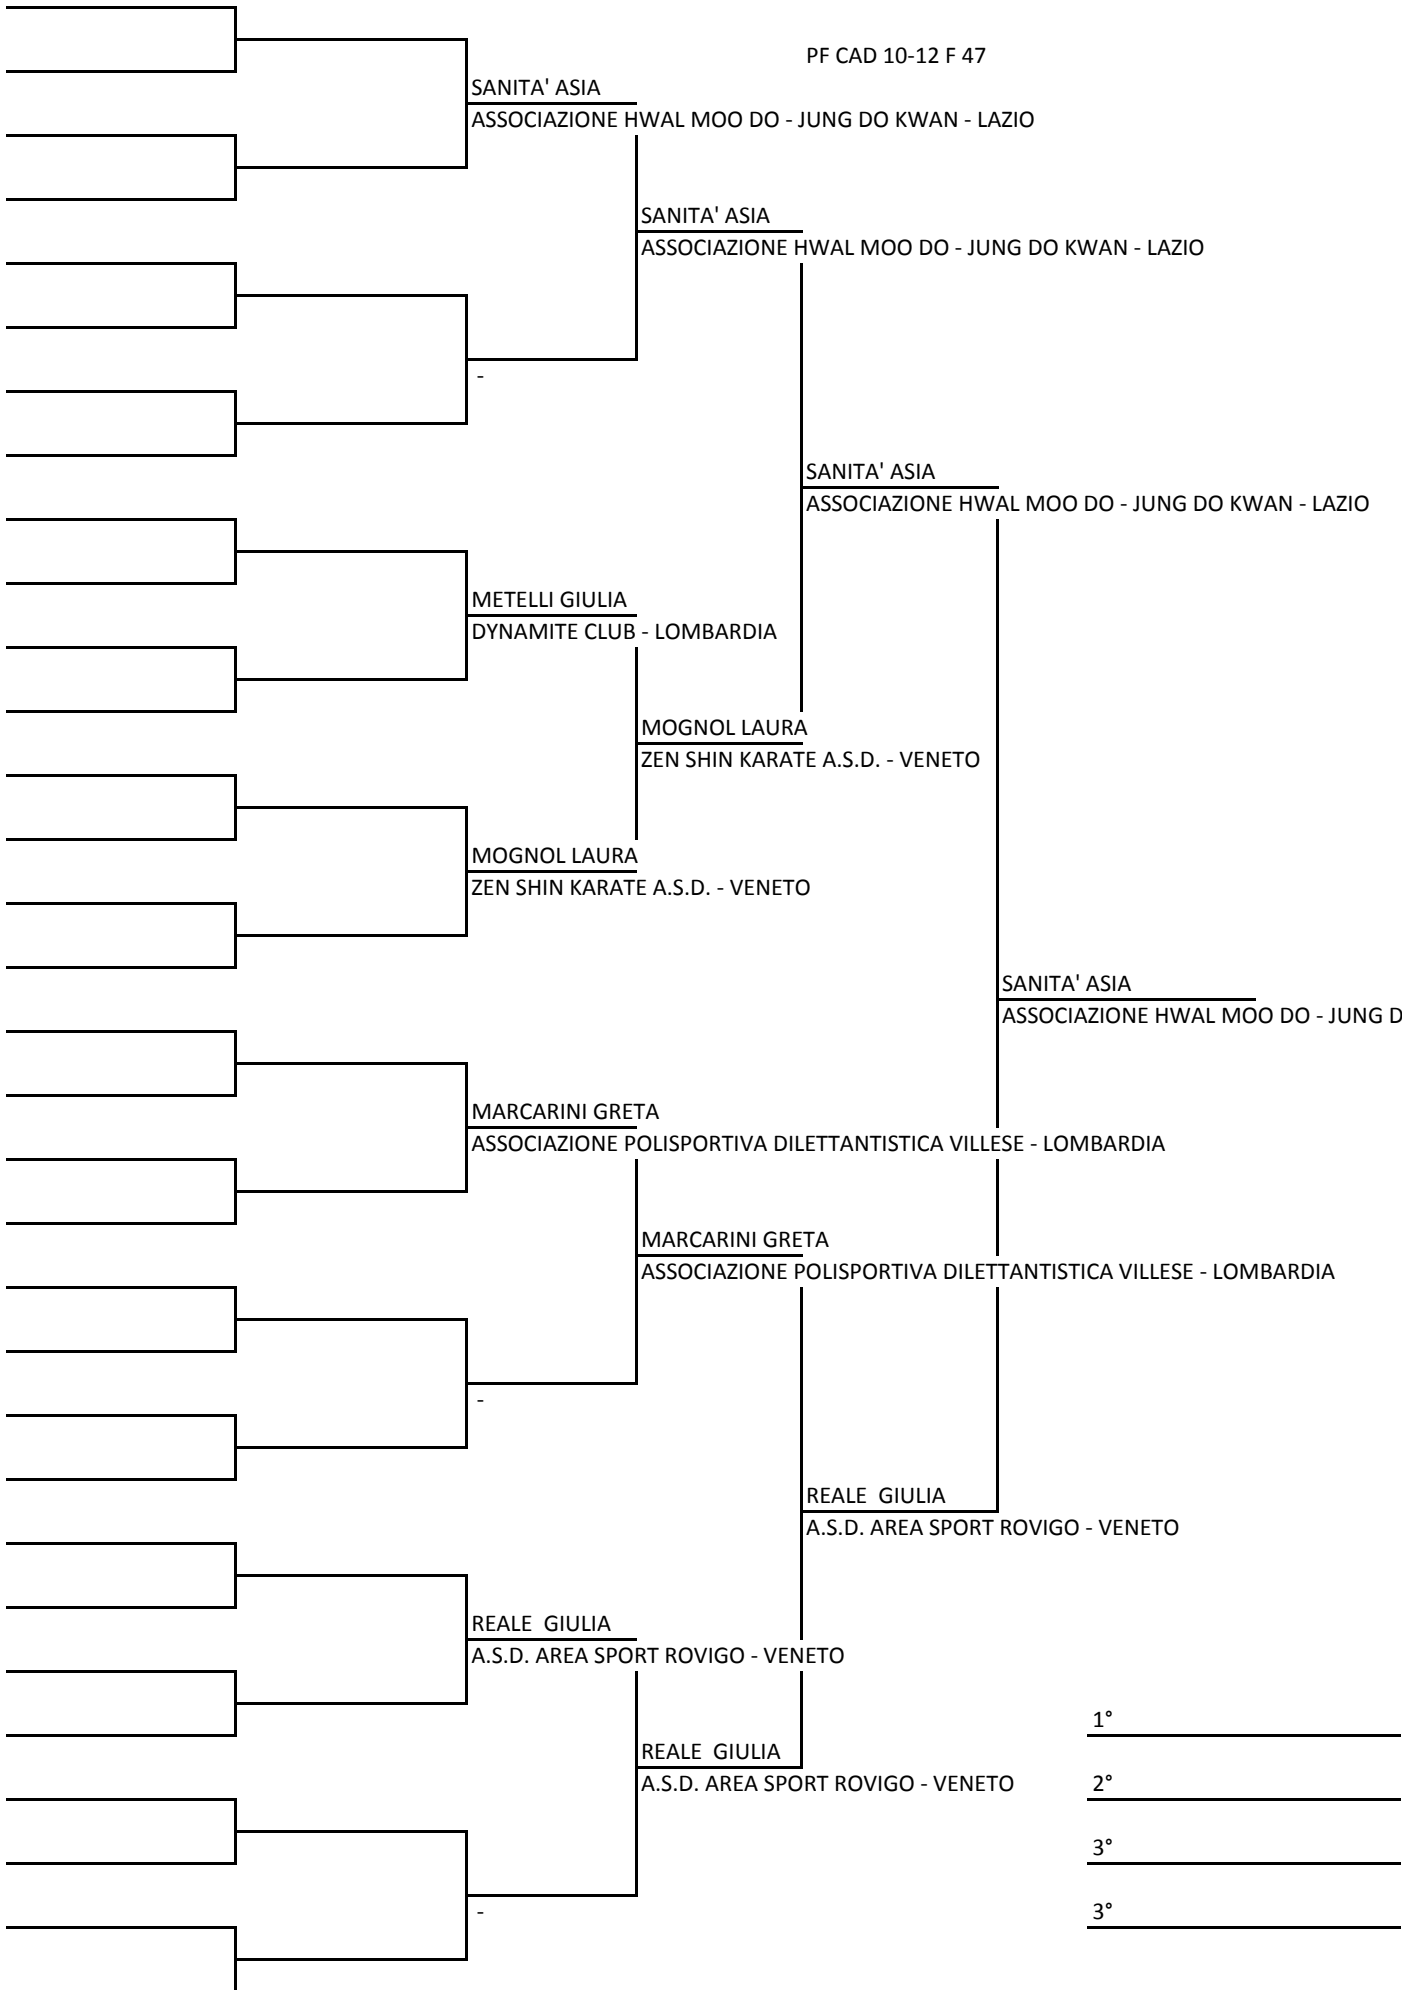 PF CAD 10-12 F 47
SANITA' ASIA
ASSOCIAZIONE HWAL MOO DO - JUNG DO KWAN - LAZIO
SANITA' ASIA
ASSOCIAZIONE HWAL MOO DO - JUNG DO KWAN - LAZIO
-
SANITA' ASIA
ASSOCIAZIONE HWAL MOO DO - JUNG DO KWAN - LAZIO
METELLI GIULIA
DYNAMITE CLUB - LOMBARDIA
MOGNOL LAURA
ZEN SHIN KARATE A.S.D. - VENETO
MOGNOL LAURA
ZEN SHIN KARATE A.S.D. - VENETO
SANITA' ASIA
ASSOCIAZIONE HWAL MOO DO - JUNG D
MARCARINI GRETA
ASSOCIAZIONE POLISPORTIVA DILETTANTISTICA VILLESE - LOMBARDIA
MARCARINI GRETA
ASSOCIAZIONE POLISPORTIVA DILETTANTISTICA VILLESE - LOMBARDIA
-
REALE  GIULIA
A.S.D. AREA SPORT ROVIGO - VENETO
REALE  GIULIA
A.S.D. AREA SPORT ROVIGO - VENETO
1°
REALE  GIULIA
A.S.D. AREA SPORT ROVIGO - VENETO
2°
3°
-
3°